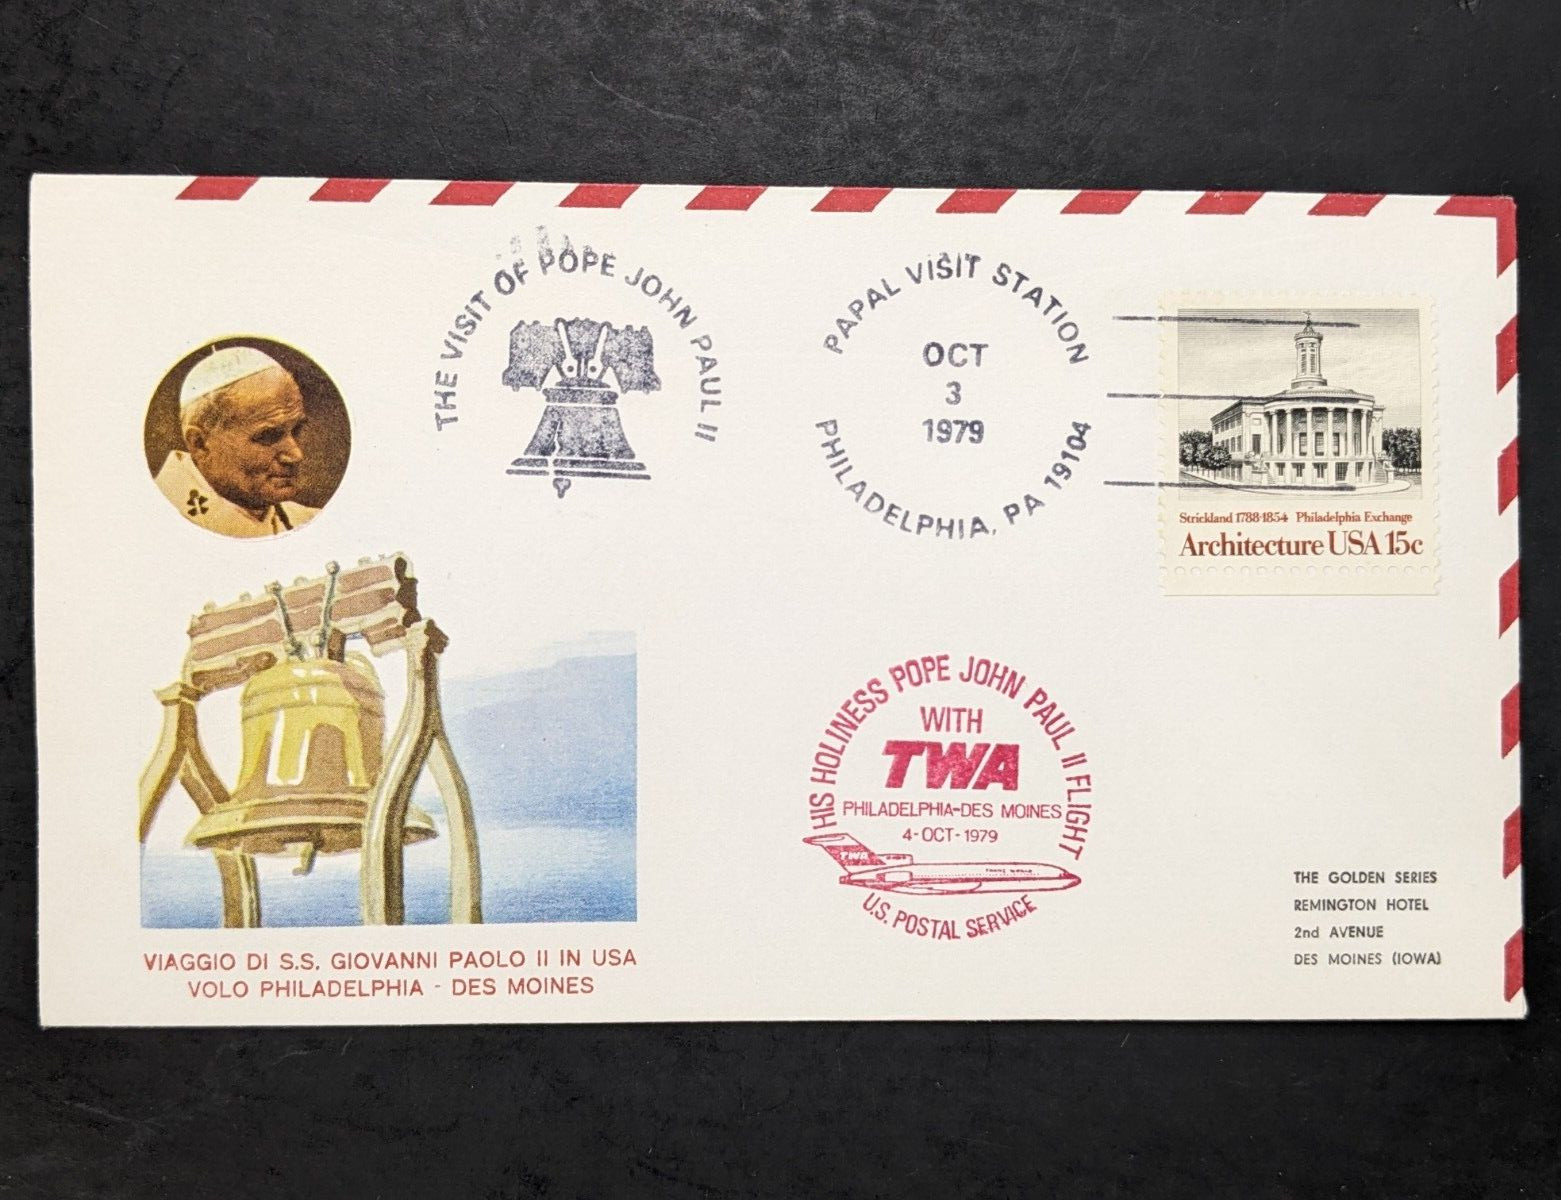 THE VISIT OF POPE JOHN PAUL II
PAPAL VISIT STATION
OCT
3
1979
PHILADELPHIA, PA 19104
Strickland 1788-1854 Philadelphia Exchange
Architecture USA 15c
HIS HOLINESS POPE JOHN PAUL II FLIGHT
WITH
TWA
PHILADELPHIA-DES MOINES
4-OCT-1979
TWA
U.S. POSTAL SERVICE
VIAGGIO DI S.S. GIOVANNI PAOLO II IN USA
VOLO PHILADELPHIA - DES MOINES
THE GOLDEN SERIES
REMINGTON HOTEL
2nd AVENUE
DES MOINES (IOWA)